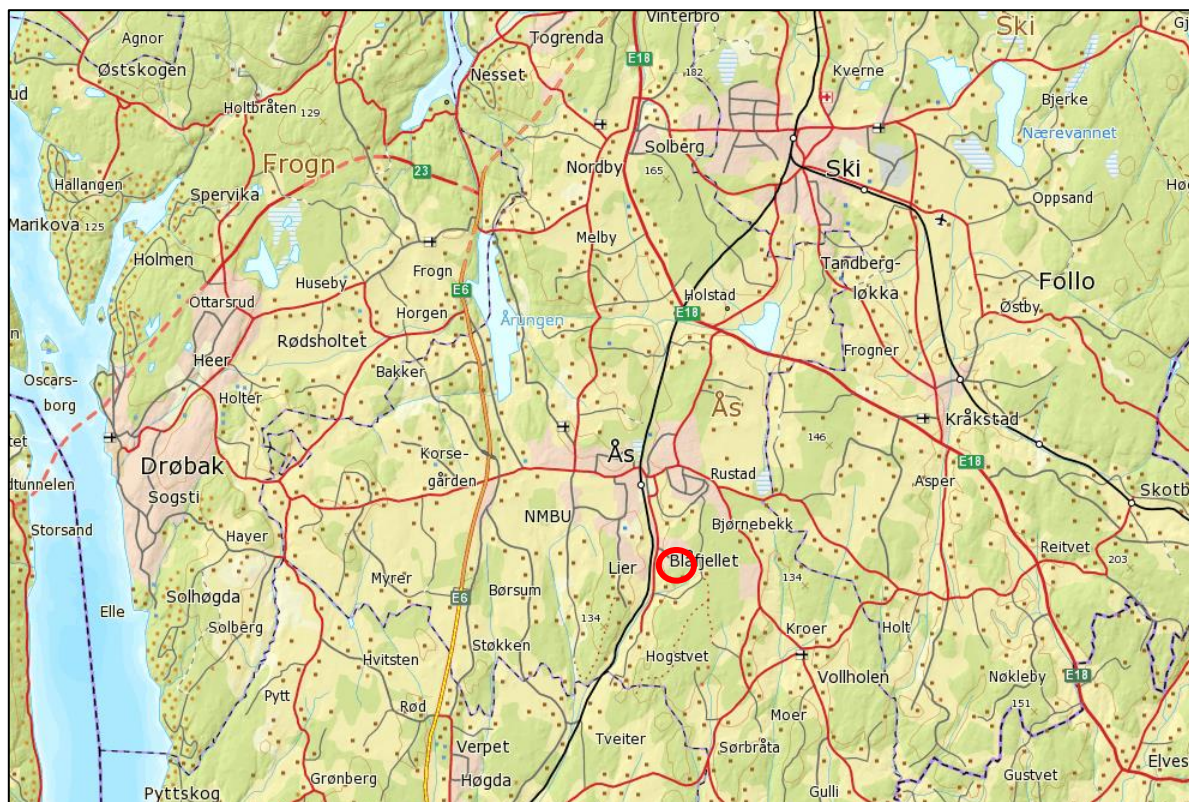 Vinterbro
Ski
Agnor
Togrenda
Østskogen
E18
182
Kverne
Nesset
Bjerke
Holtbråten
129
Nærevannet
Solberg
Frogn
23
Nordby
165
Ski
Hallangen
Spervika
Oppsand
Marikova 125
Melby
Holmen
Frogn
Tandberg-
løkka
Follo
Huseby
E6
Holstad
Ottarsrud
Horgen
Årungen
E18
Østby
Rødsholtet
Frogner
Heer
Bakker
Oscars-
borg
Holter
Ås
Kråkstad
146
Ås
Drøbak
Korse-
gården
E18
Rustad
Asper
Sogsti
Skotb
dtunnelen
NMBU
Storsand
Bjørnebekk
Haver
Reitvet
203
Blåfjellet
Lier
Myrer
134
Børsum
Solhøgda
E6
Elle
134
Solberg
Kroer
Holt
Støkken
Hvitsten
Hogstvet
Vollholen
Nøkleby
E18
Pytt
Rød
151
Moer
Tveiter
Verpet
Sørbråta
Høgda
Elves
Grønberg
Gustvet
Pyttskog
Gulli